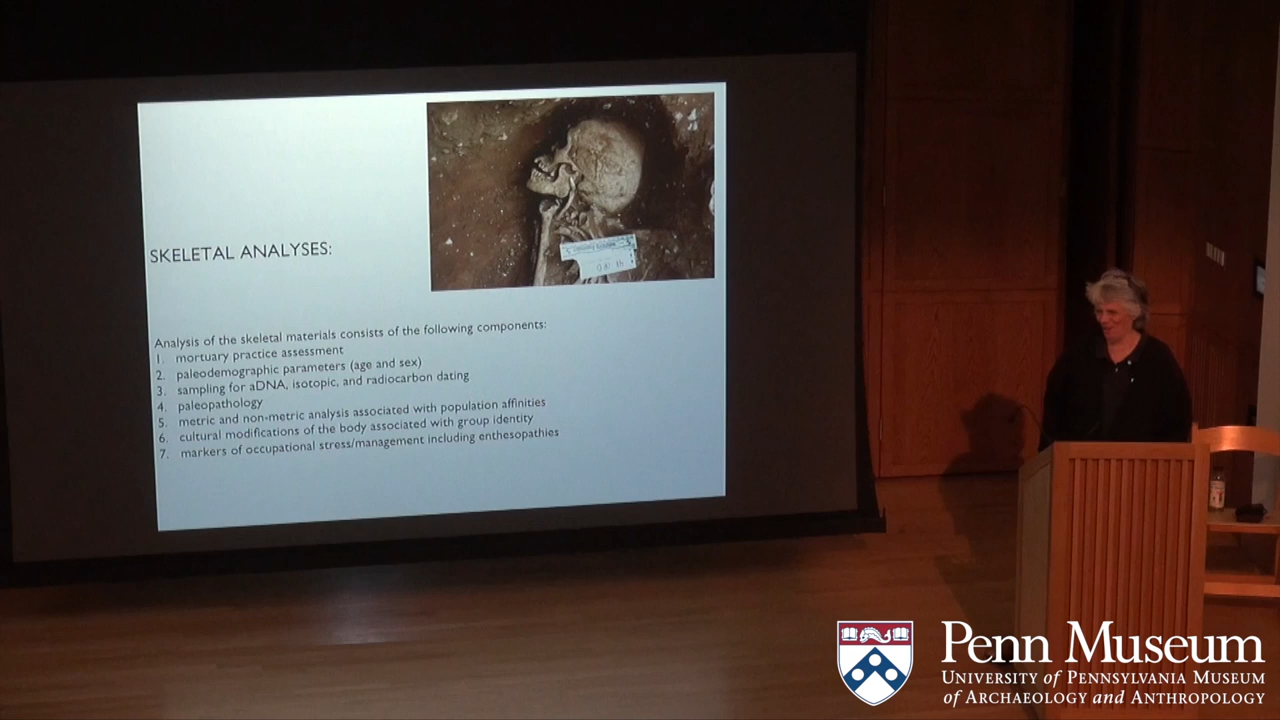 SKELETAL ANALYSES:
Analysis of the skeletal materials consists of the following components:
1. mortuary practice assessment
2. paleodemographic parameters (age and sex)
3. sampling for aDNA, isotopic, and radiocarbon dating
4. paleopathology
5. metric and non-metric analysis associated with population affinities
6. cultural modifications of the body associated with group identity
7. markers of occupational stress/management including enthesopathies
Penn Museum
UNIVERSITY of PENNSYLVANIA MUSEUM
of ARCHAEOLOGY and ANTHROPOLOGY